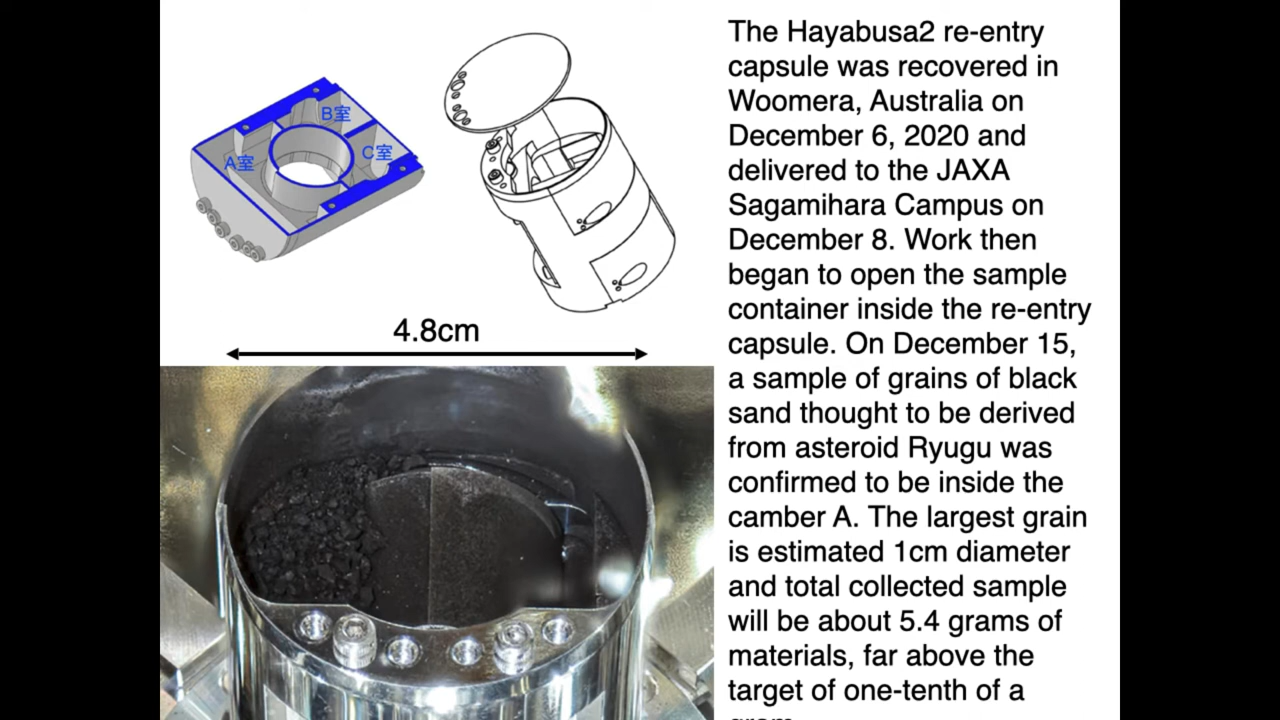 B室
C室
A室
4.8cm
The Hayabusa2 re-entry
capsule was recovered in
Woomera, Australia on
December 6, 2020 and
delivered to the JAXA
Sagamihara Campus on
December 8. Work then
began to open the sample
container inside the re-entry
capsule. On December 15,
a sample of grains of black
sand thought to be derived
from asteroid Ryugu was
confirmed to be inside the
camber A. The largest grain
is estimated 1cm diameter
and total collected sample
will be about 5.4 grams of
materials, far above the
target of one-tenth of a